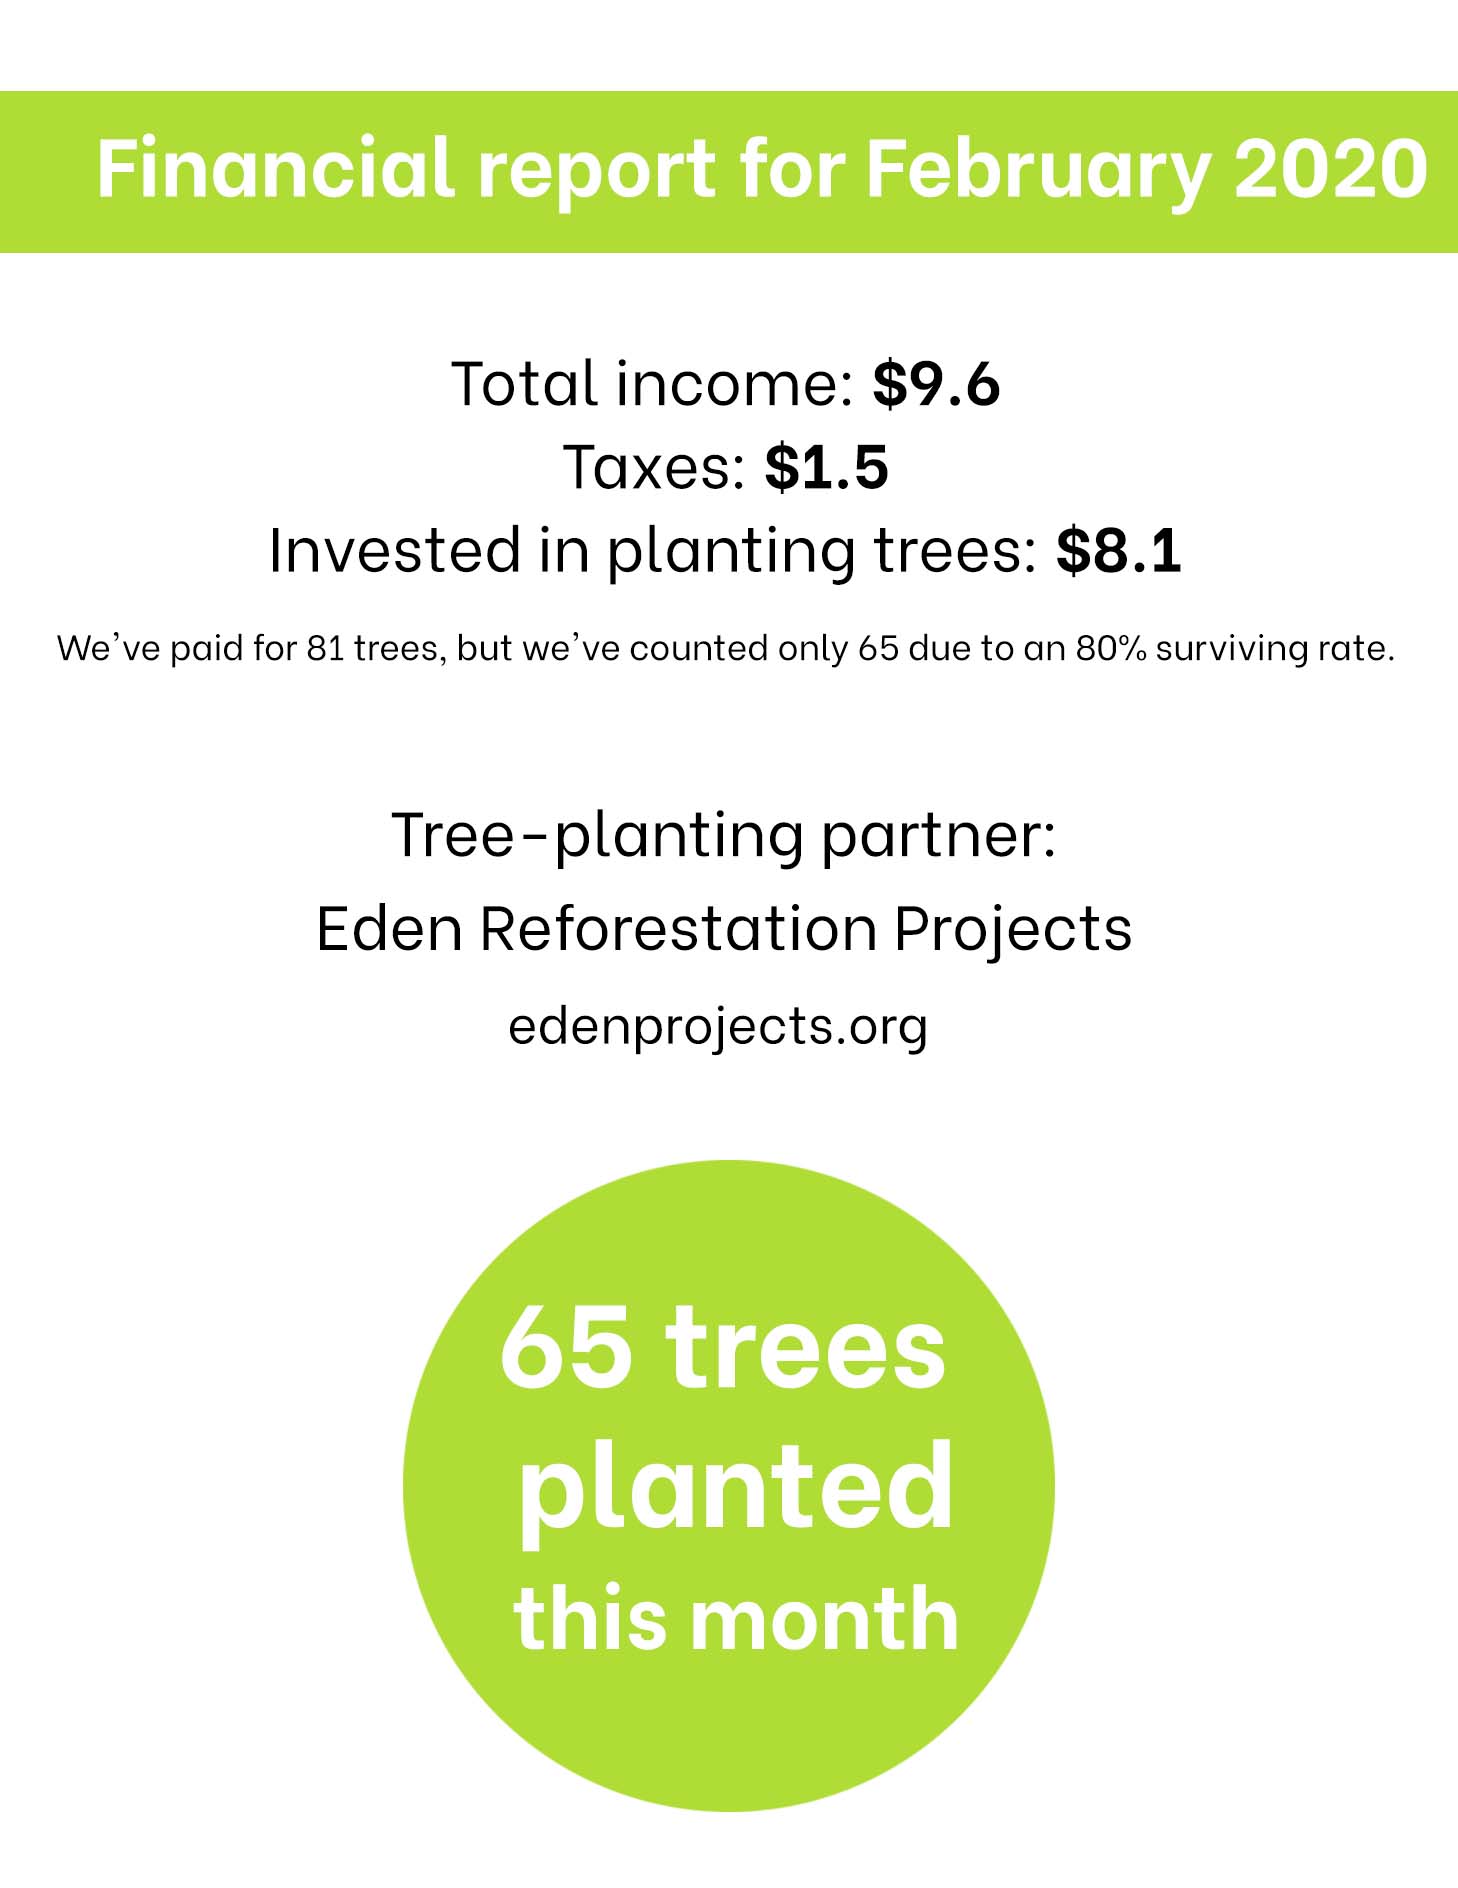 Financial report for February 2020
Total income: $9.6
Taxes: $1.5
Invested in planting trees: $8.1
We've paid for 81 trees, but we've counted only 65 due to an 80% surviving rate.
Tree-planting partner:
Eden Reforestation Projects
edenprojects.org
65 trees
planted
this month